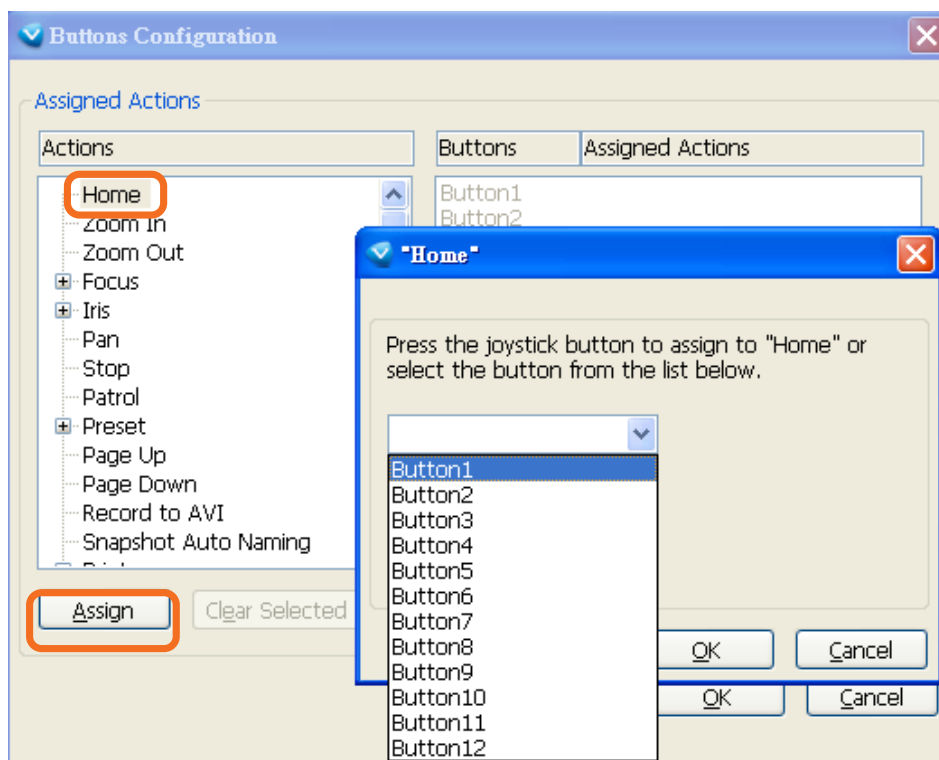 Buttons Configuration
Assigned Actions
Actions
Buttons
Assigned Actions
Home
Zoom In
Zoom Out
Focus
Iris
Pan
Stop
Patrol
Preset
Page Up
Page Down
Record to AVI
Snapshot Auto Naming
Button1
Button2
Assign
Clear Selected
"Home"
Press the joystick button to assign to "Home" or
select the button from the list below.
Button1
Button2
Button3
Button4
Button5
Button6
Button7
Button8
Button9
Button10
Button11
Button12
OK
Cancel
OK
Cancel